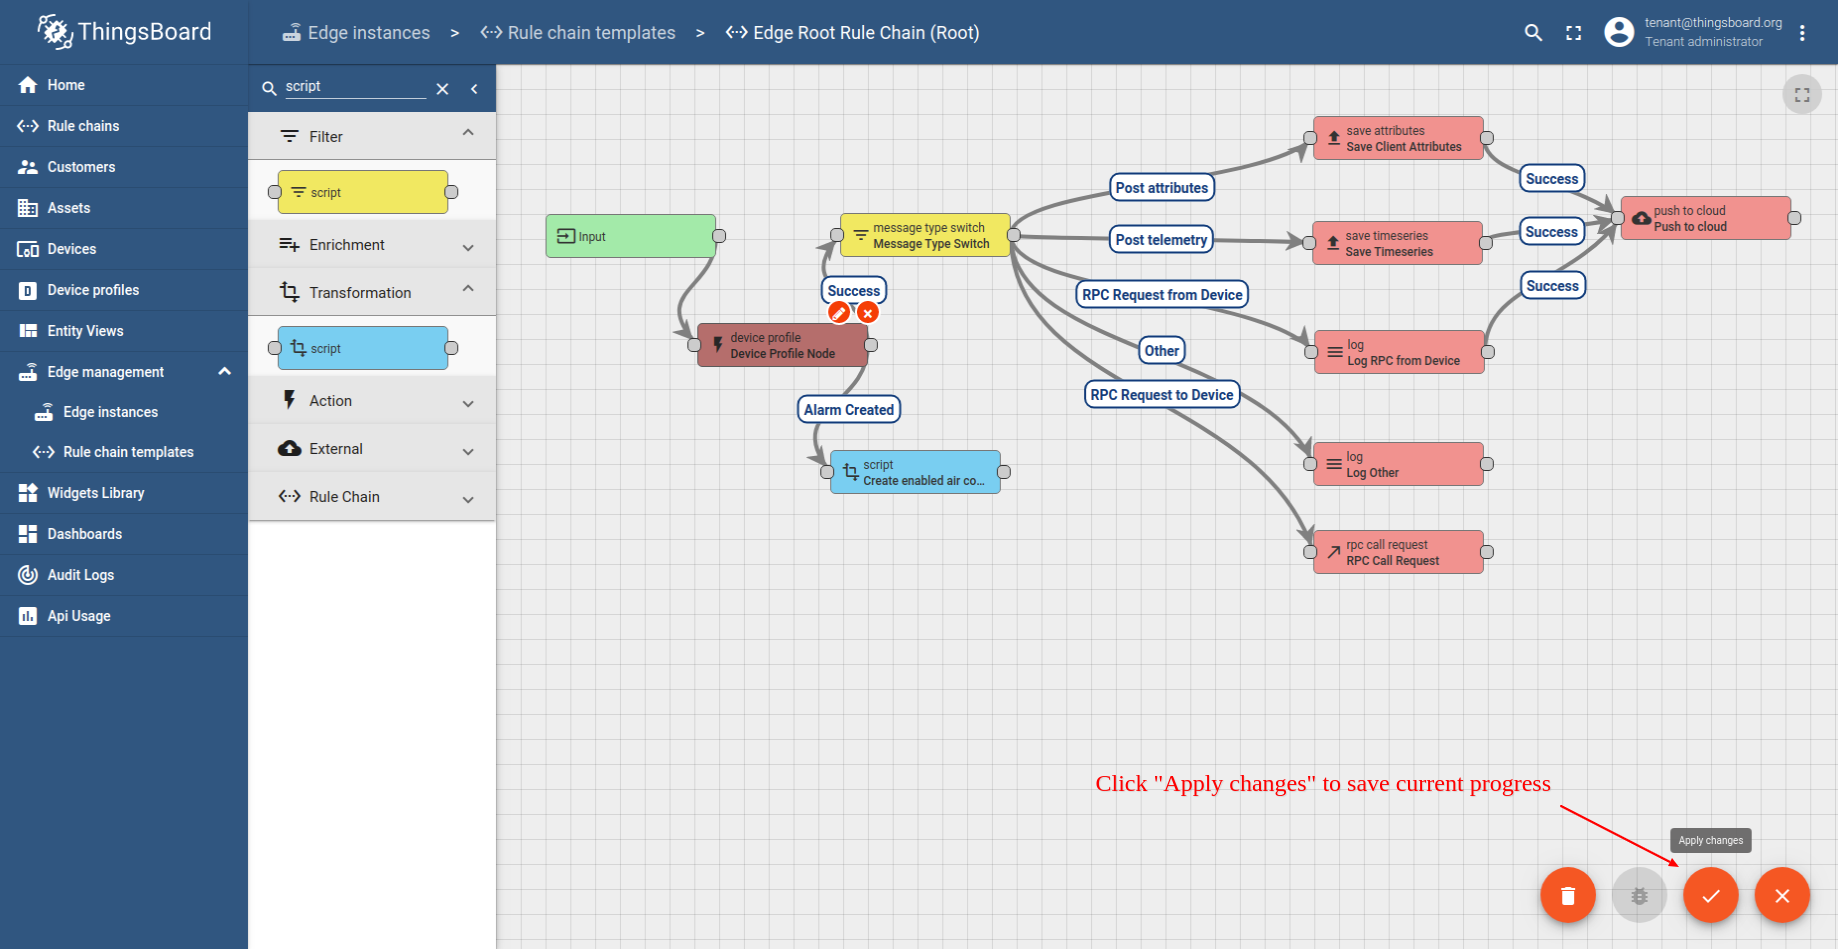 ThingsBoard
Edge instances > Rule chain templates > Edge Root Rule Chain (Root)
tenant@thingsboard.org
Tenant administrator
Home
Rule chains
Customers
Assets
Devices
Device profiles
Entity Views
Edge management
Edge instances
Rule chain templates
Widgets Library
Dashboards
Audit Logs
Api Usage
script
Filter
script
Enrichment
Transformation
script
Action
External
Rule Chain
Input
device profile
Device Profile Node
Success
Alarm Created
script
Create enabled air co...
message type switch
Message Type Switch
Post attributes
Post telemetry
RPC Request from Device
Other
RPC Request to Device
save attributes
Save Client Attributes
save timeseries
Save Timeseries
log
Log RPC from Device
log
Log Other
rpc call request
RPC Call Request
Success
Success
Success
push to cloud
Push to cloud
Click "Apply changes" to save current progress
Apply changes